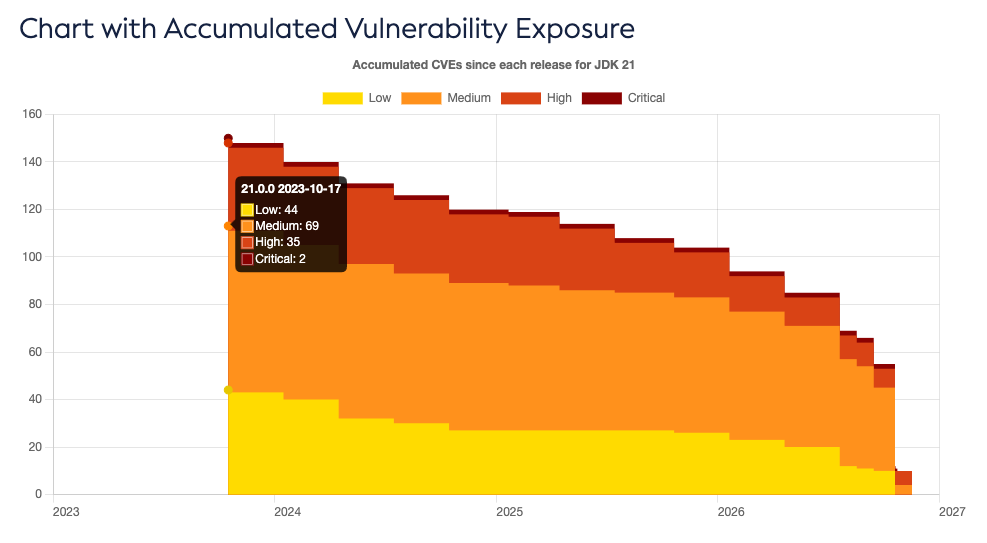 Chart with Accumulated Vulnerability Exposure
Accumulated CVEs since each release for JDK 21
Low Medium High Critical
160
140
120
100
80
60
40
20
0
21.0.0 2023-10-17
Low: 44
Medium: 69
High: 35
Critical: 2
2023 2024 2025 2026 2027